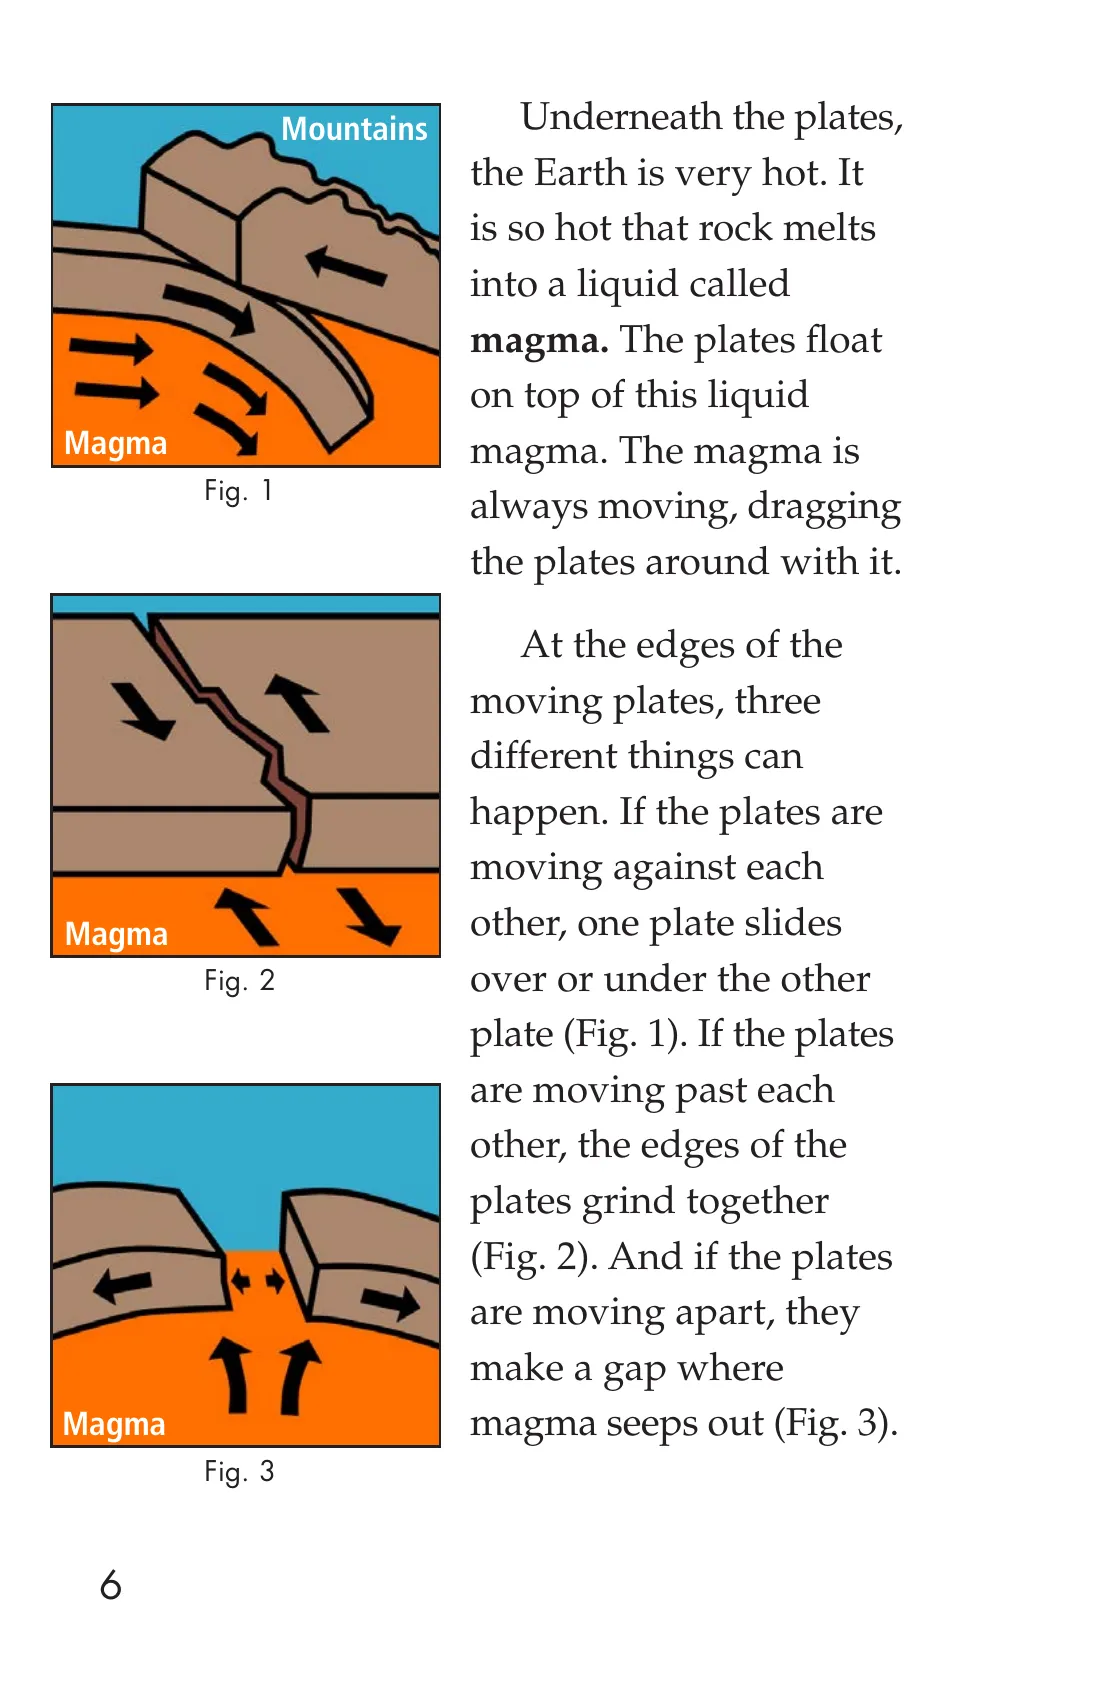 Mountains
Magma
Fig. 1
Magma
Fig. 2
Magma
Fig. 3
Underneath the plates,
the Earth is very hot. It
is so hot that rock melts
into a liquid called
magma. The plates float
on top of this liquid
magma. The magma is
always moving, dragging
the plates around with it.
At the edges of the
moving plates, three
different things can
happen. If the plates are
moving against each
other, one plate slides
over or under the other
plate (Fig. 1). If the plates
are moving past each
other, the edges of the
plates grind together
(Fig. 2). And if the plates
are moving apart, they
make a gap where
magma seeps out (Fig. 3).
6